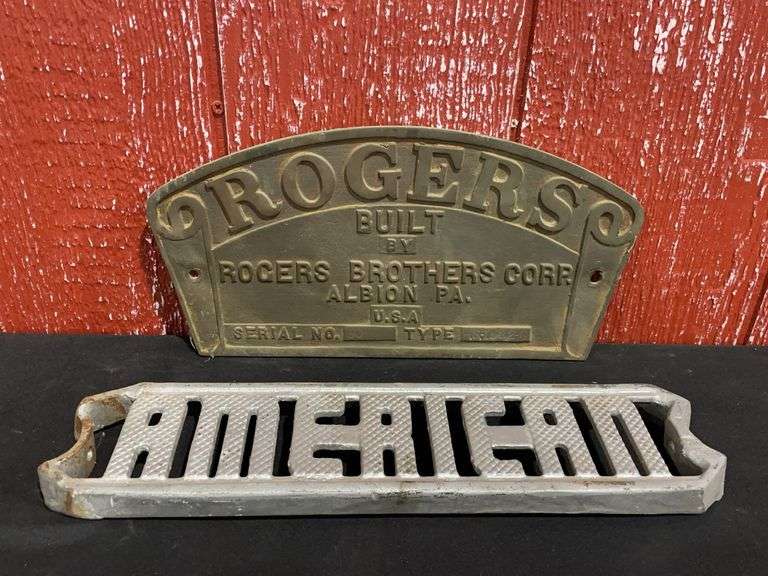 ROGERS
BUILT
BY
ROGERS BROTHERS CORP.
ALBION PA.
U.S.A
SERIAL NO. TYPE
AMERICAN